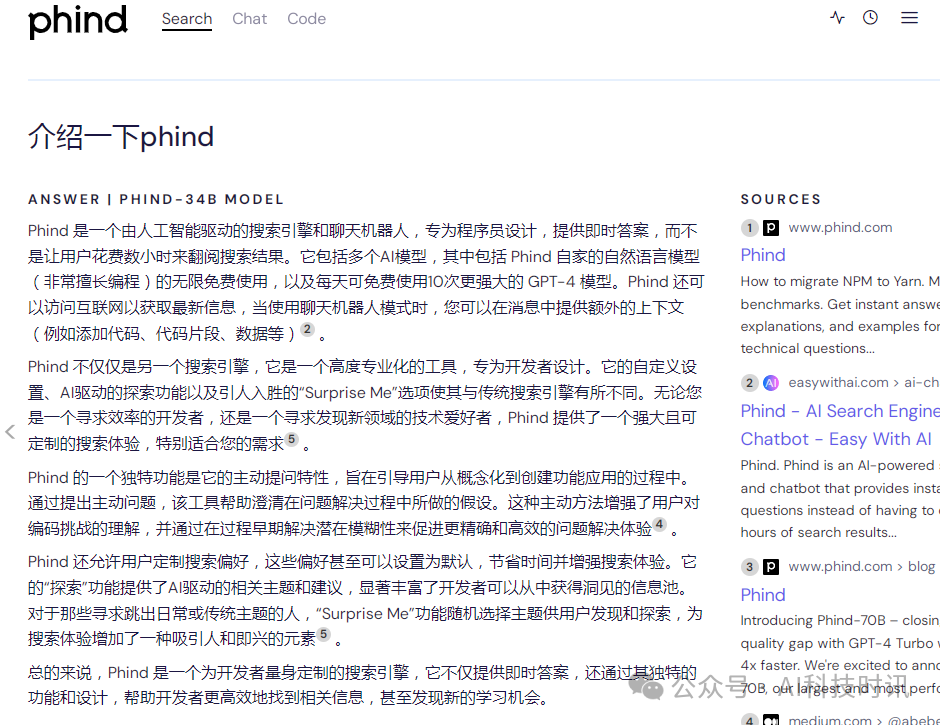 phind Search Chat Code
介绍一下phind
ANSWER | PHIND-34B MODEL
Phind 是一个由人工智能驱动的搜索引擎和聊天机器人，专为程序员设计，提供即时答案，而不
是让用户花费数小时来翻阅搜索结果。它包括多个AI模型，其中包括 Phind 自家的自然语言模型
（非常擅长编程）的无限免费使用，以及每天可免费使用10次更强大的 GPT-4 模型。Phind 还可
以访问互联网以获取最新信息，当使用聊天机器人模式时，您可以在消息中提供额外的上下文
（例如添加代码、代码片段、数据等）2 。
Phind 不仅仅是另一个搜索引擎，它是一个高度专业化的工具，专为开发者设计。它的自定义设
置、AI驱动的探索功能以及引人入胜的“Surprise Me”选项使其与传统搜索引擎有所不同。无论您
是一个寻求效率的开发者，还是一个寻求发现新领域的技术爱好者，Phind 提供了一个强大且可
定制的搜索体验，特别适合您的需求5 。
Phind 的一个独特功能是它的主动提问特性，旨在引导用户从概念化到创建功能应用的过程中。
通过提出主动问题，该工具帮助澄清在问题解决过程中所做的假设。这种主动方法增强了用户对
编码挑战的理解，并通过在过程早期解决潜在模糊性来促进更精确和高效的问题解决体验4 。
Phind 还允许用户定制搜索偏好，这些偏好甚至可以设置为默认，节省时间并增强搜索体验。它
的“探索”功能提供了AI驱动的相关主题和建议，显著丰富了开发者可以从中获得洞见的信息池。
对于那些寻求跳出日常或传统主题的人，“Surprise Me”功能随机选择主题供用户发现和探索，为
搜索体验增加了一种吸引人和即兴的元素5 。
总的来说，Phind 是一个为开发者量身定制的搜索引擎，它不仅提供即时答案，还通过其独特的
功能和设计，帮助开发者更高效地找到相关信息，甚至发现新的学习机会。
SOURCES
1 p www.phind.com
Phind
How to migrate NPM to Yarn. M
benchmarks. Get instant answe
explanations, and examples for
technical questions...
2 AI easywithai.com › ai-ch
Phind - AI Search Engine
Chatbot - Easy With AI
Phind. Phind is an AI-powered
and chatbot that provides insta
questions instead of having to
hours of search results...
3 p www.phind.com › blog
Phind
Introducing Phind-70B – closin
quality gap with GPT-4 Turbo
4x faster. We're excited to anno
70B, our largest and most perfo
4 medium.com › @abebe
公众号 · AI科技时讯